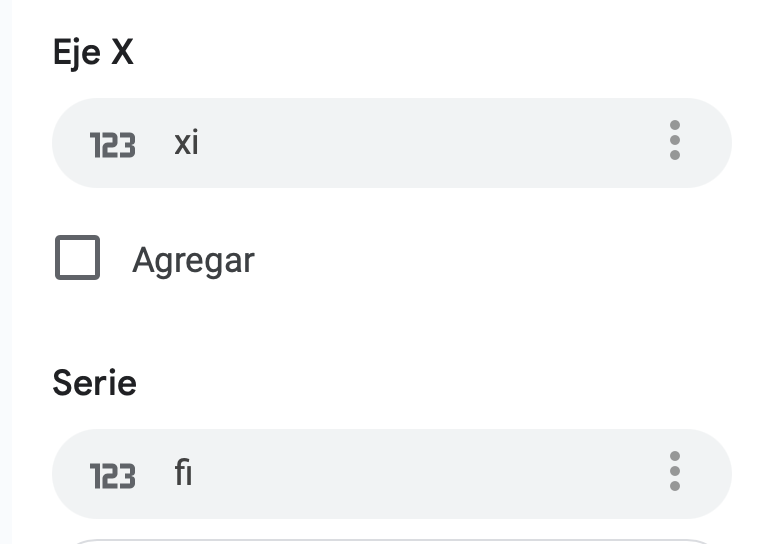 Eje X
123 xi
Agregar
Serie
123 fi